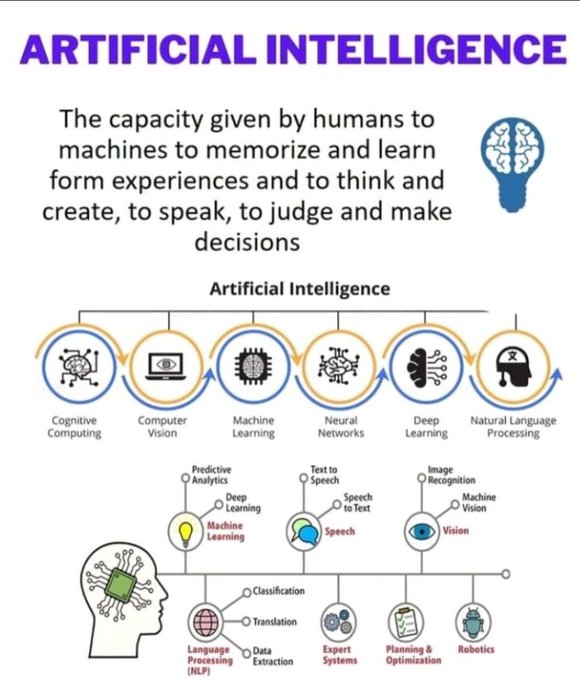 ARTIFICIAL INTELLIGENCE
The capacity given by humans to
machines to memorize and learn
form experiences and to think and
create, to speak, to judge and make
decisions
Artificial Intelligence
Cognitive
Computing
Computer
Vision
Machine
Learning
Neural
Networks
Deep
Learning
Natural Language
Processing
Predictive
Analytics
Deep
Learning
Machine
Learning
Text to
Speech
Speech
to Text
Speech
Image
Recognition
Machine
Vision
Vision
Classification
Translation
Data
Extraction
Language
Processing
(NLP)
Expert
Systems
Planning &
Optimization
Robotics